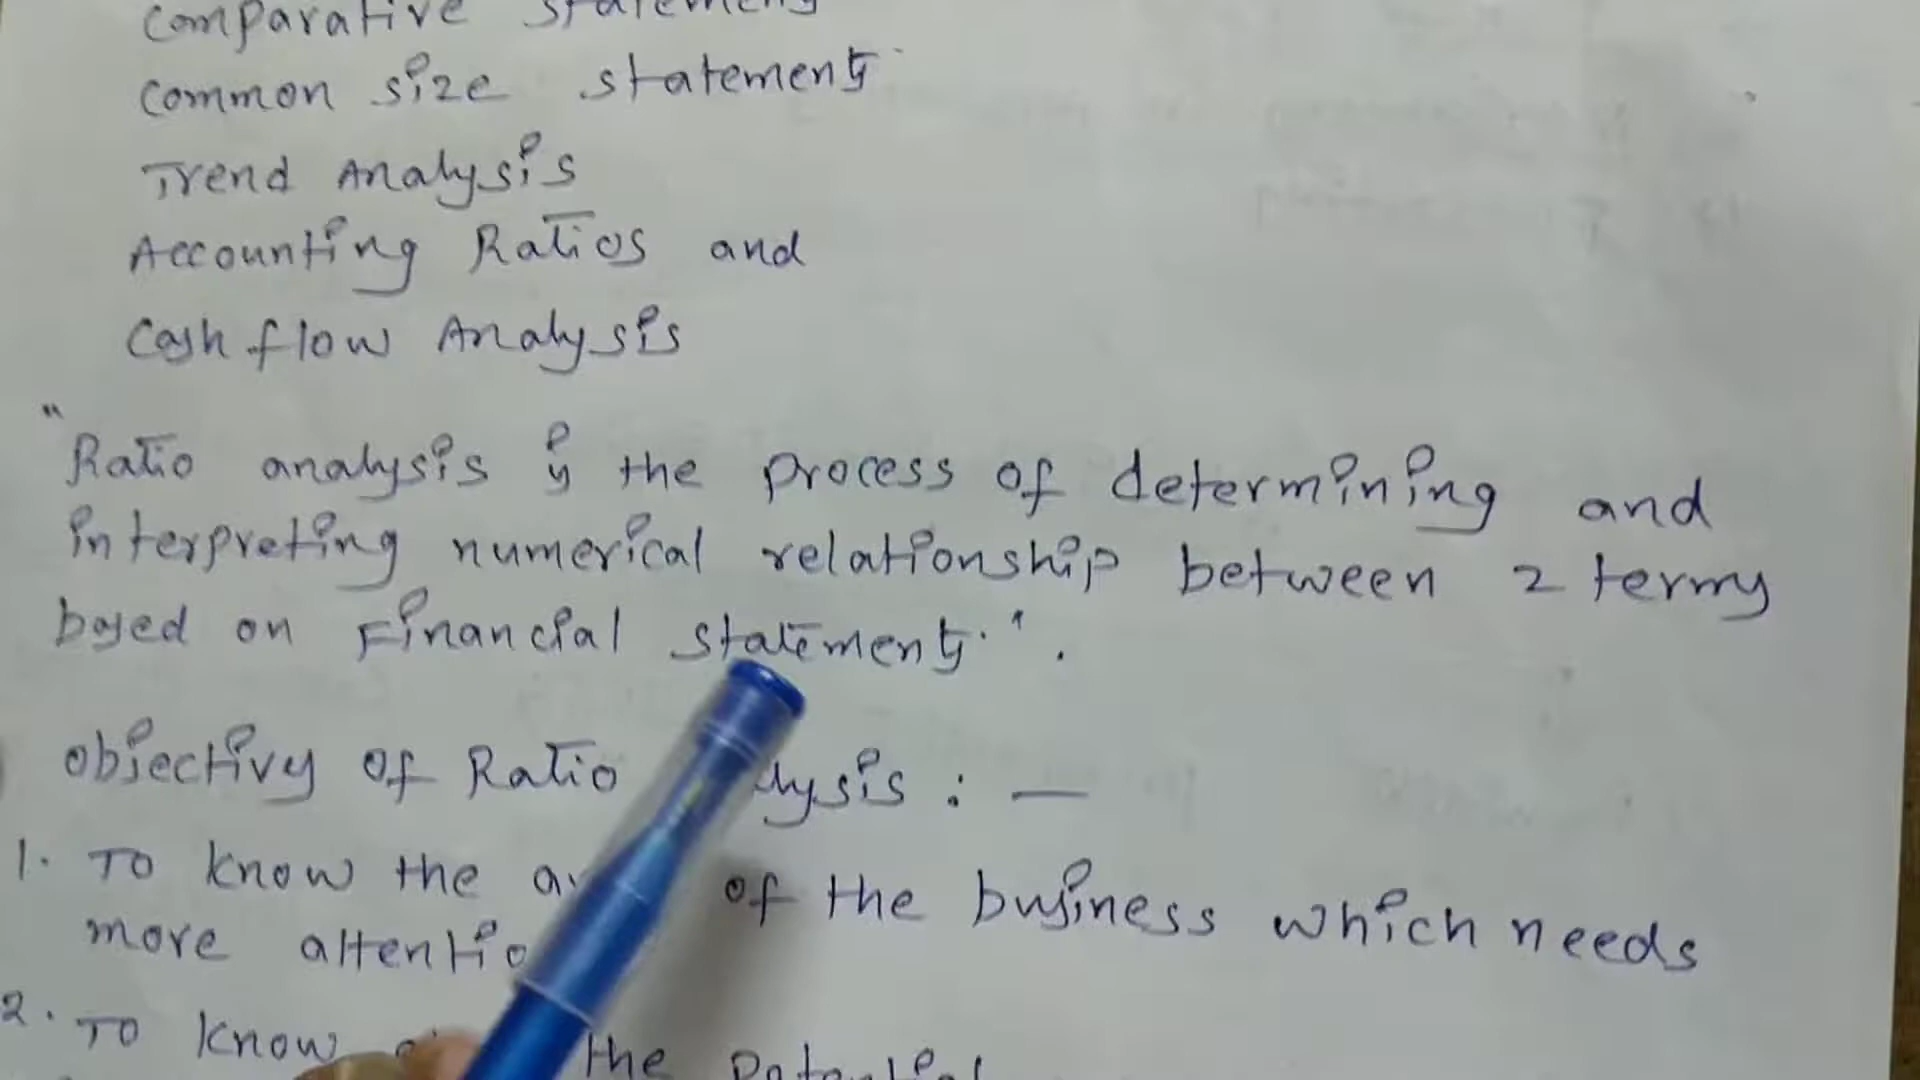 Comparative statements
Common size statements
Trend Analysis
Accounting Ratios and
Cash flow Analysis
"Ratio analysis is the process of determining and
interpreting numerical relationship between 2 terms
based on Financial statements".
Objectives of Ratio :—
1. To know the of the business which needs
more
2. To know the